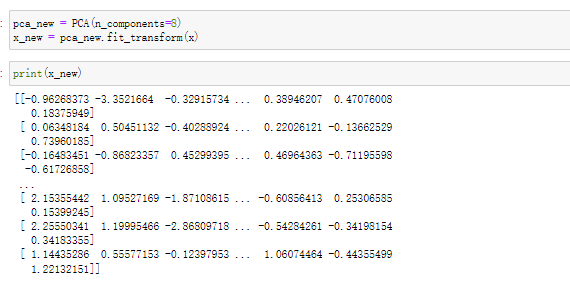 : pca_new = PCA(n_components=8)
x_new = pca_new.fit_transform(x)
: print(x_new)
[[-0.96268373 -3.3521664  -0.32915734 ...  0.38946207  0.47076008
0.18375949]
[ 0.06348184  0.50451132 -0.40288924 ...  0.22026121 -0.13662529
0.73960185]
[-0.16483451 -0.86823357  0.45299395 ...  0.46964363 -0.71195598
-0.61726858]
...
[ 2.15355442  1.09527169 -1.87108615 ... -0.60856413  0.25306585
0.15399245]
[ 2.25550341  1.19995466 -2.86809718 ... -0.54284261 -0.34198154
0.34183355]
[ 1.14435286  0.55577153 -0.12397953 ...  1.06074464 -0.44355499
1.22132151]]